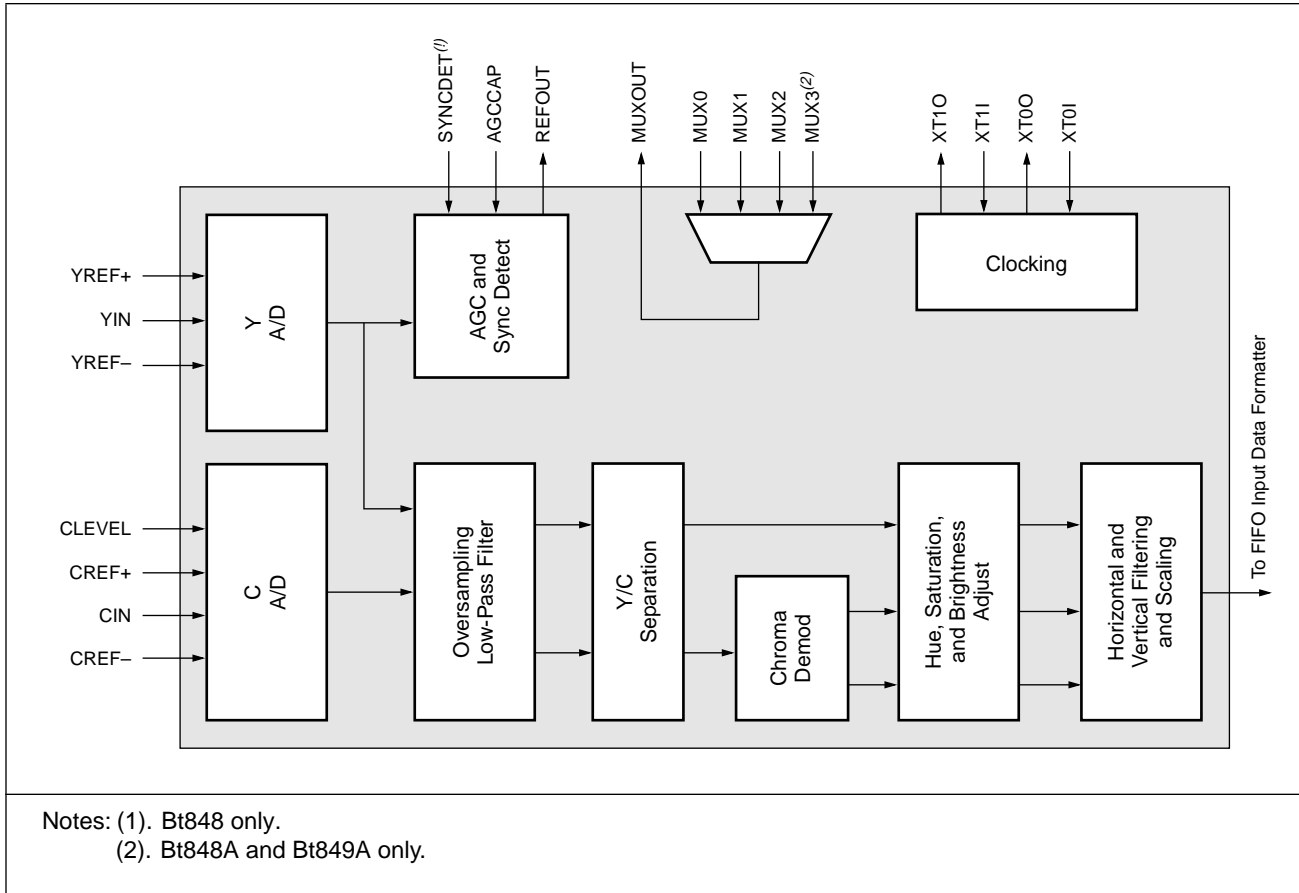 SYNCDET(!)
AGCCAP
REFOUT
MUXOUT
MUX0
MUX1
MUX2
MUX3(2)
XT1O
XT1I
XT0O
XT0I
YREF+
YIN
YREF–
Y
A/D
AGC and
Sync Detect
Clocking
CLEVEL
CREF+
CIN
CREF–
C
A/D
Oversampling
Low-Pass Filter
Y/C
Separation
Chroma
Demod
Hue, Saturation,
and Brightness
Adjust
Horizontal and
Vertical Filtering
and Scaling
To FIFO Input Data Formatter
Notes: (1). Bt848 only.
(2). Bt848A and Bt849A only.